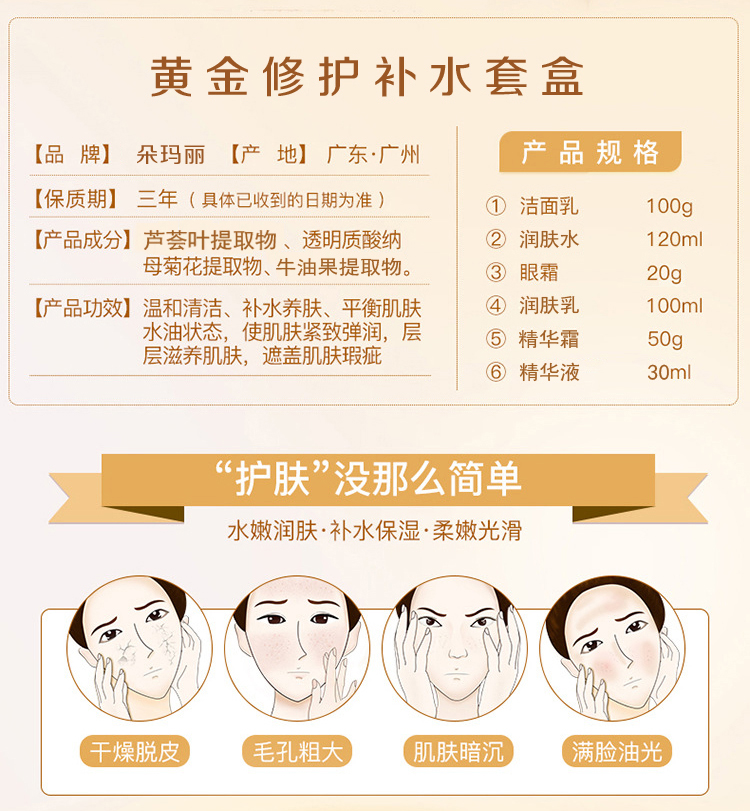 黄金修护补水套盒
【品 牌】 朵玛丽 【产 地】 广东·广州
【保质期】 三年（具体已收到的日期为准）
【产品成分】芦荟叶提取物、透明质酸纳
母菊花提取物、牛油果提取物。
【产品功效】温和清洁、补水养肤、平衡肌肤
水油状态，使肌肤紧致弹润，层
层滋养肌肤，遮盖肌肤瑕疵
产品规格
① 洁面乳 100g
② 润肤水 120ml
③ 眼霜 20g
④ 润肤乳 100ml
⑤ 精华霜 50g
⑥ 精华液 30ml
“护肤”没那么简单
水嫩润肤·补水保湿·柔嫩光滑
干燥脱皮
毛孔粗大
肌肤暗沉
满脸油光